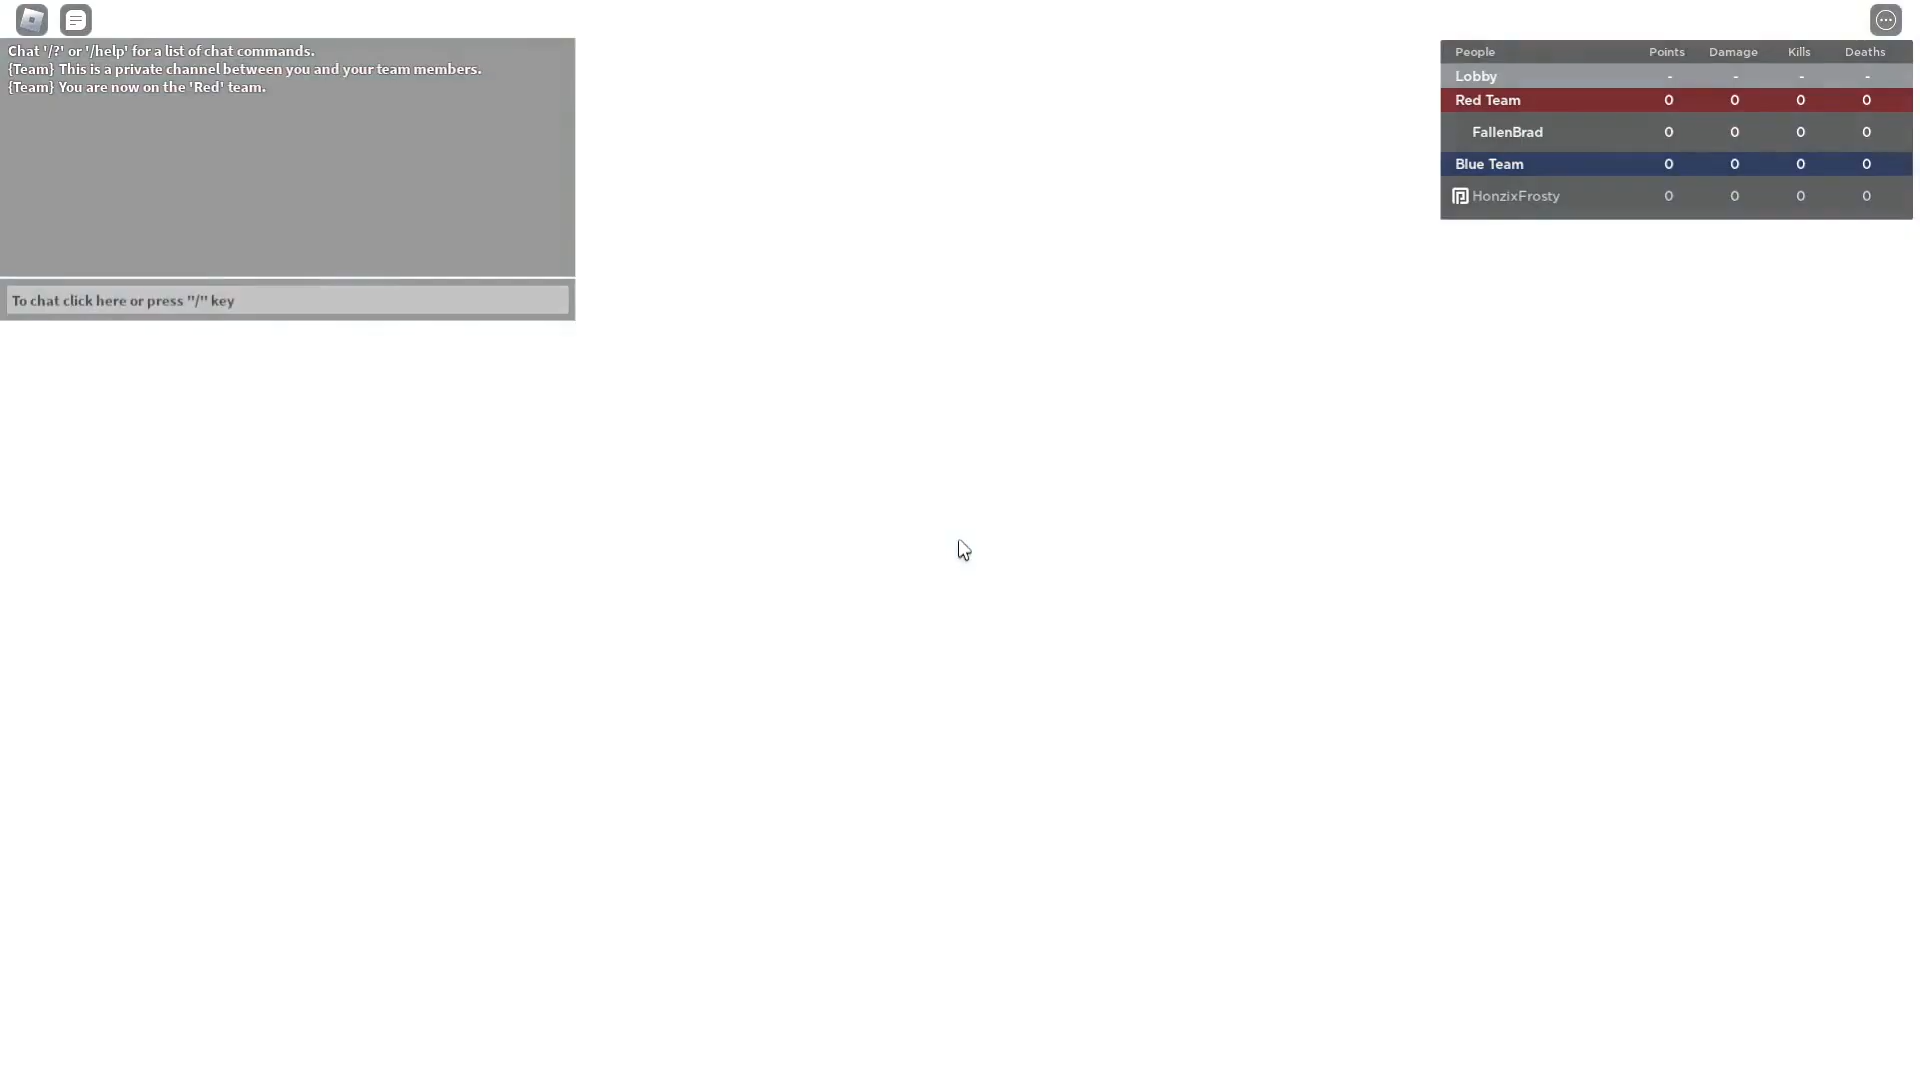 Chat '/?' or '/help' for a list of chat commands.
{Team} This is a private channel between you and your team members.
{Team} You are now on the 'Red' team.
To chat click here or press "/" key
People Points Damage Kills Deaths
Lobby - - - -
Red Team 0 0 0 0
FallenBrad 0 0 0 0
Blue Team 0 0 0 0
HonzixFrosty 0 0 0 0